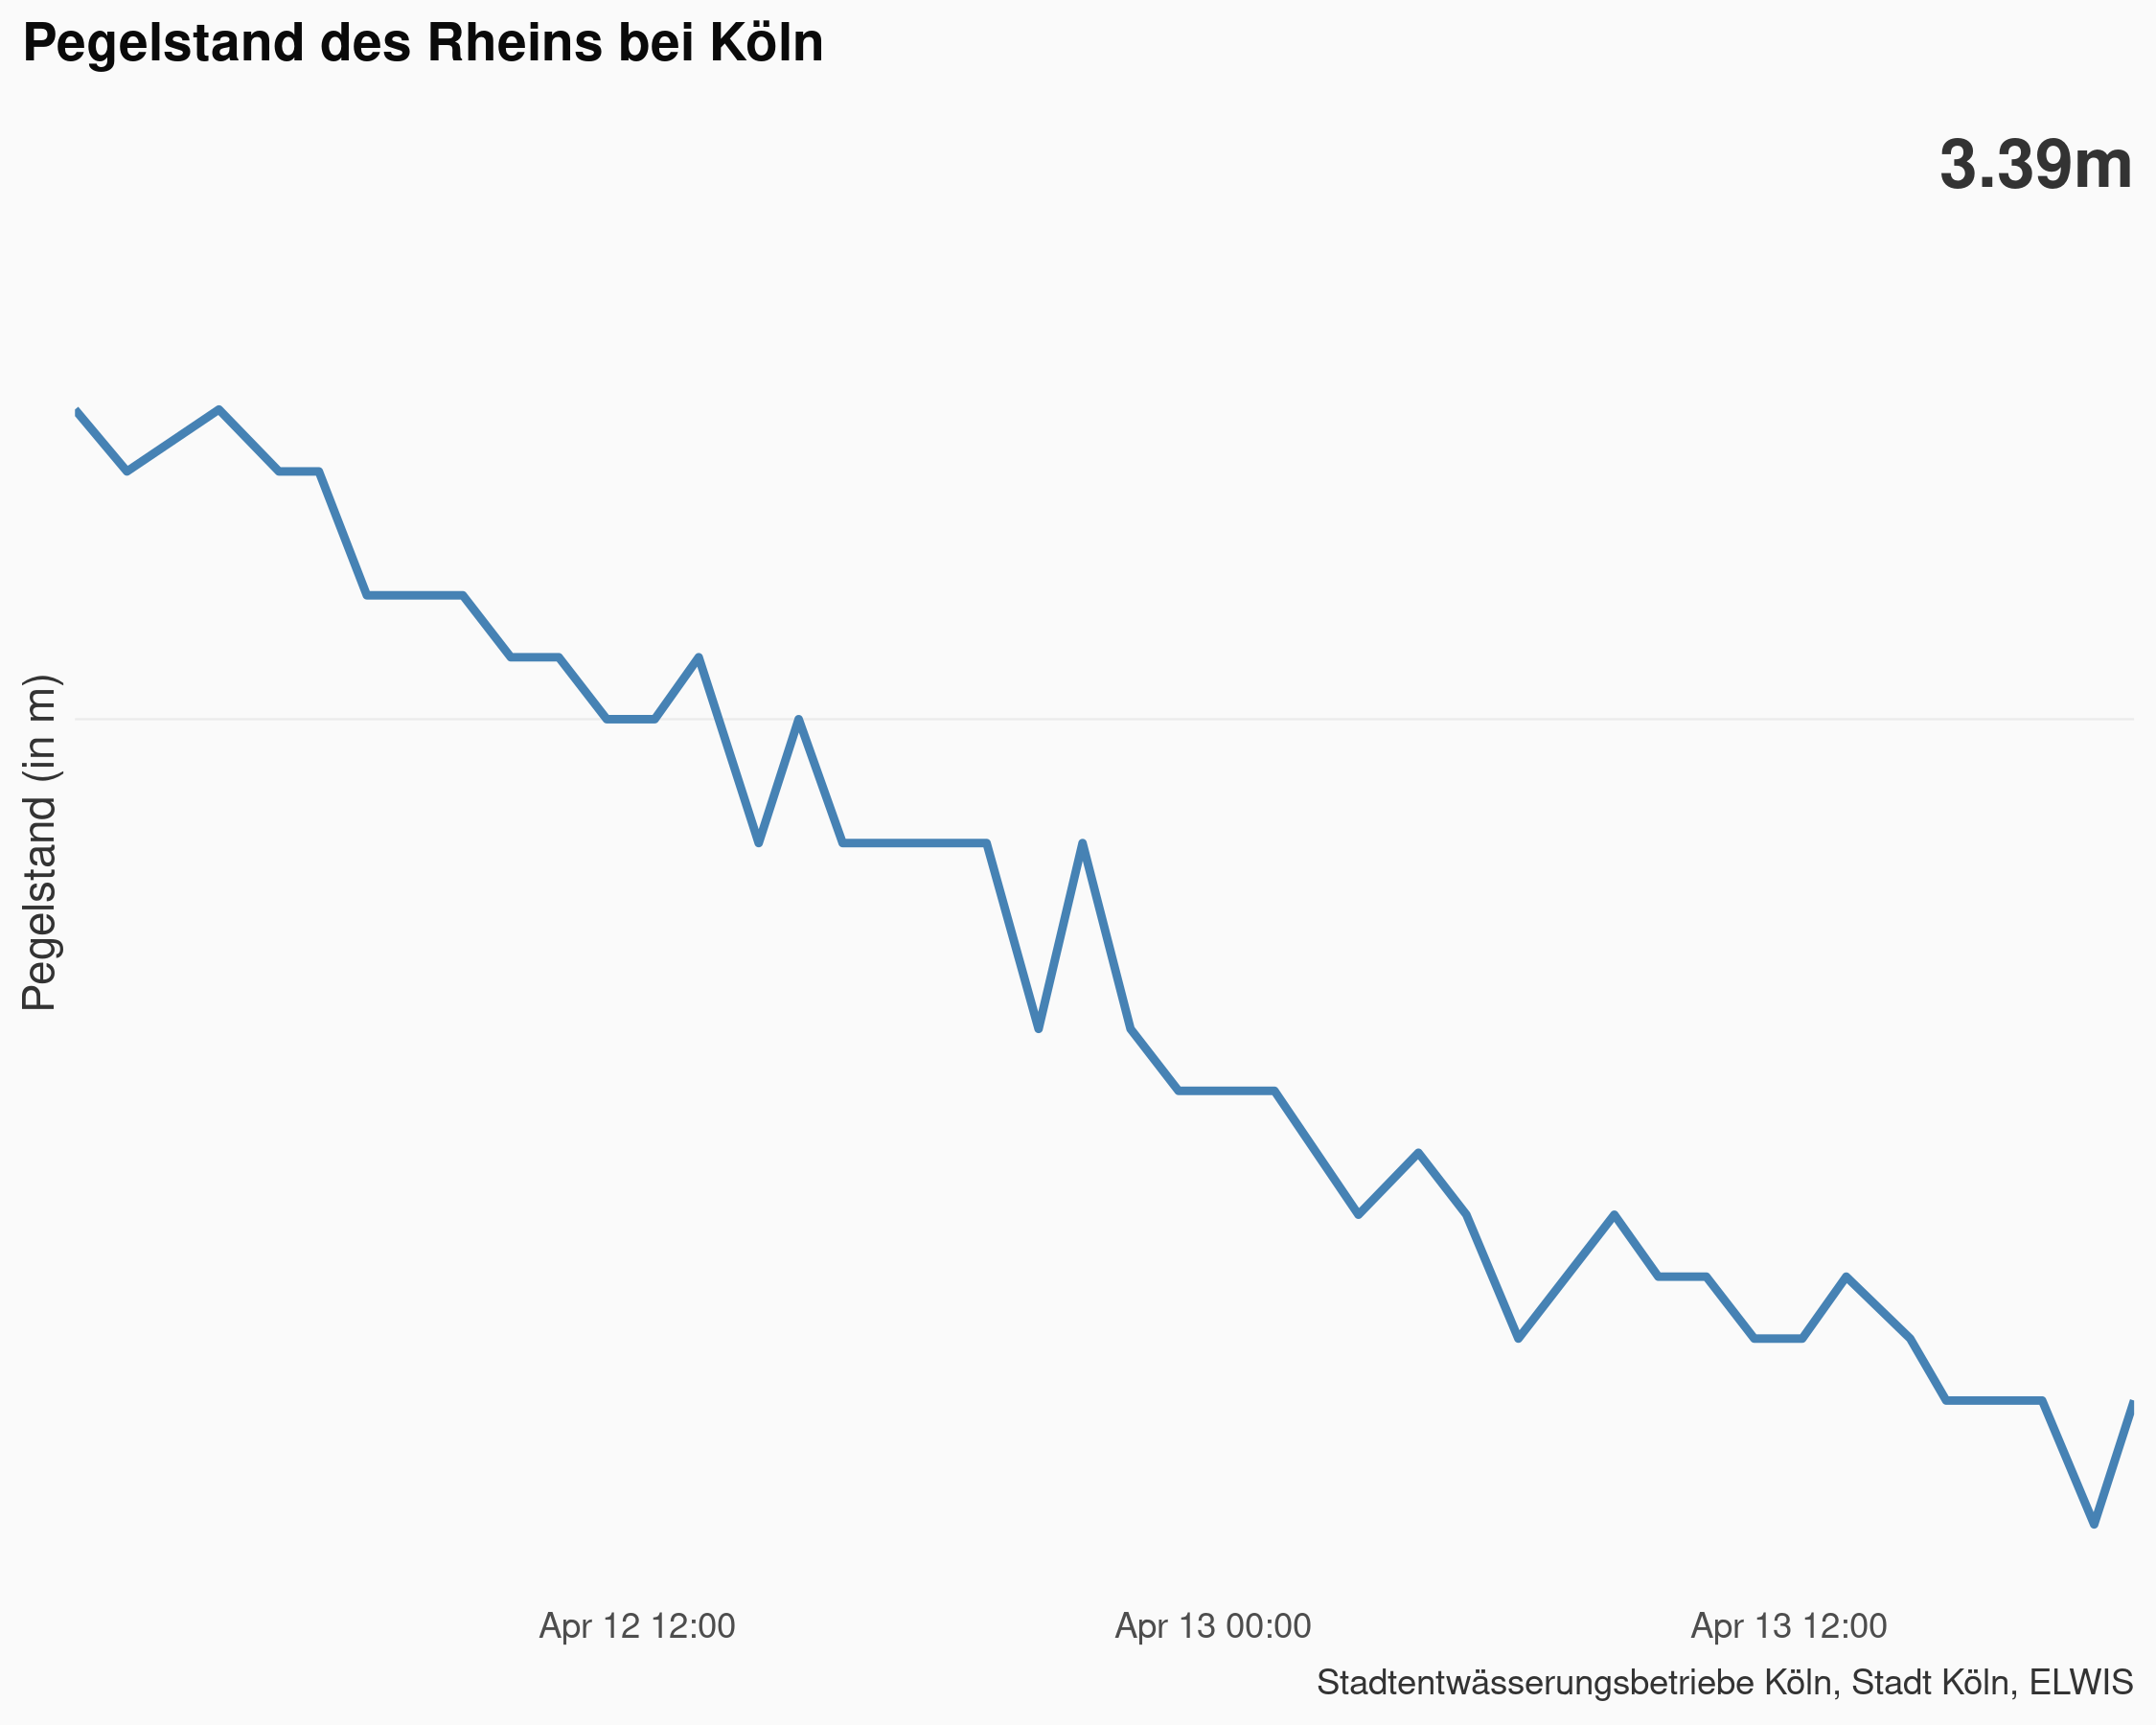 Pegelstand des Rheins bei Köln
3.39m
Pegelstand (in m)
Apr 12 12:00
Apr 13 00:00
Apr 13 12:00
Stadtentwässerungsbetriebe Köln, Stadt Köln, ELWIS